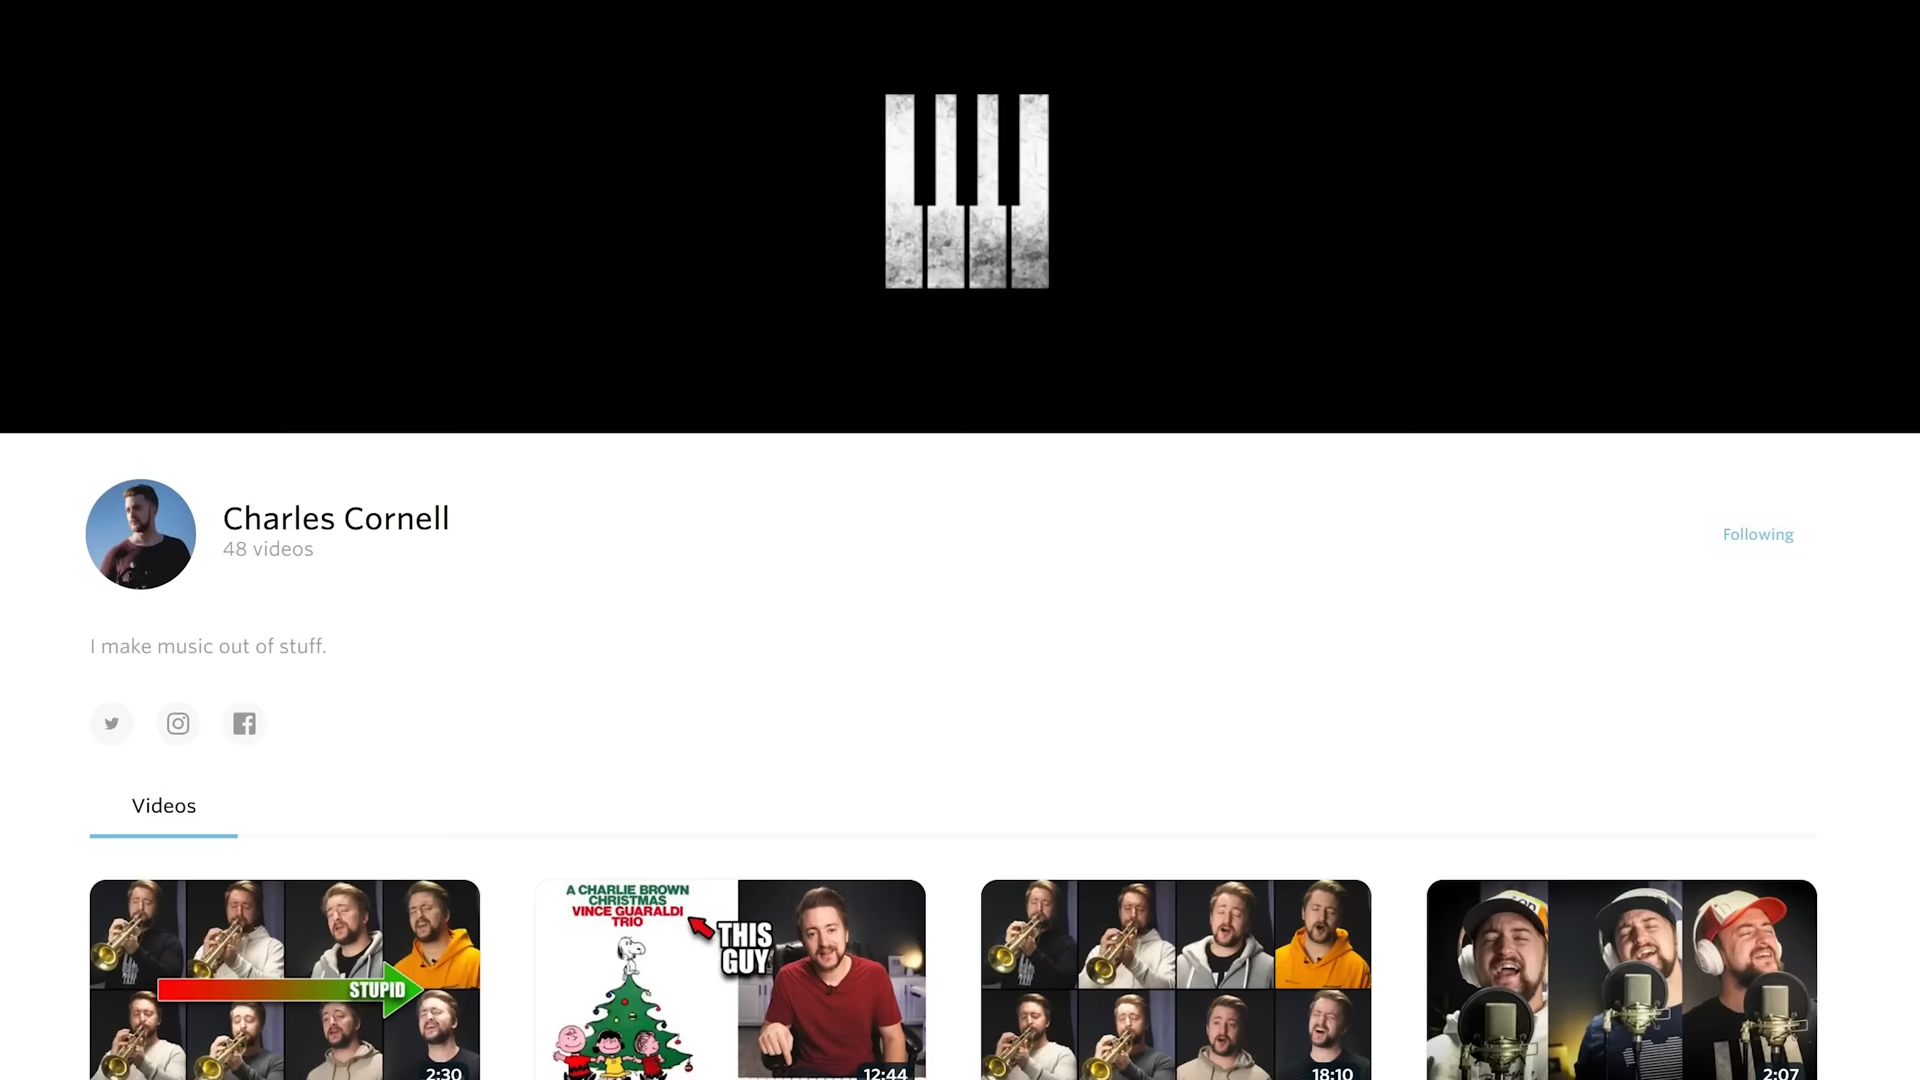 Charles Cornell
48 videos
Following
I make music out of stuff.
Videos
STUPID
2:30
A CHARLIE BROWN
CHRISTMAS
VINCE GUARALDI
TRIO
THIS
GUY
12:44
18:10
2:07